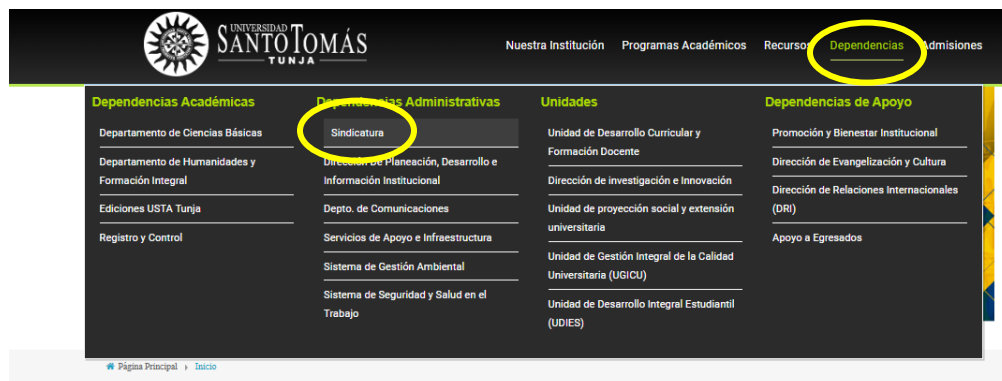 UNIVERSIDAD
SANTO TOMÁS
TUNJA
Nuestra Institución Programas Académicos Recursos Dependencias Admisiones
Dependencias Académicas
Departamento de Ciencias Básicas
Departamento de Humanidades y
Formación Integral
Ediciones USTA Tunja
Registro y Control
Dependencias Administrativas
Sindicatura
Dirección De Planeación, Desarrollo e
Información Institucional
Depto. de Comunicaciones
Servicios de Apoyo e Infraestructura
Sistema de Gestión Ambiental
Sistema de Seguridad y Salud en el
Trabajo
Unidades
Unidad de Desarrollo Curricular y
Formación Docente
Dirección de investigación e Innovación
Unidad de proyección social y extensión
universitaria
Unidad de Gestión Integral de la Calidad
Universitaria (UGICU)
Unidad de Desarrollo Integral Estudiantil
(UDIES)
Dependencias de Apoyo
Promoción y Bienestar Institucional
Dirección de Evangelización y Cultura
Dirección de Relaciones Internacionales
(DRI)
Apoyo a Egresados
Página Principal › Inicio